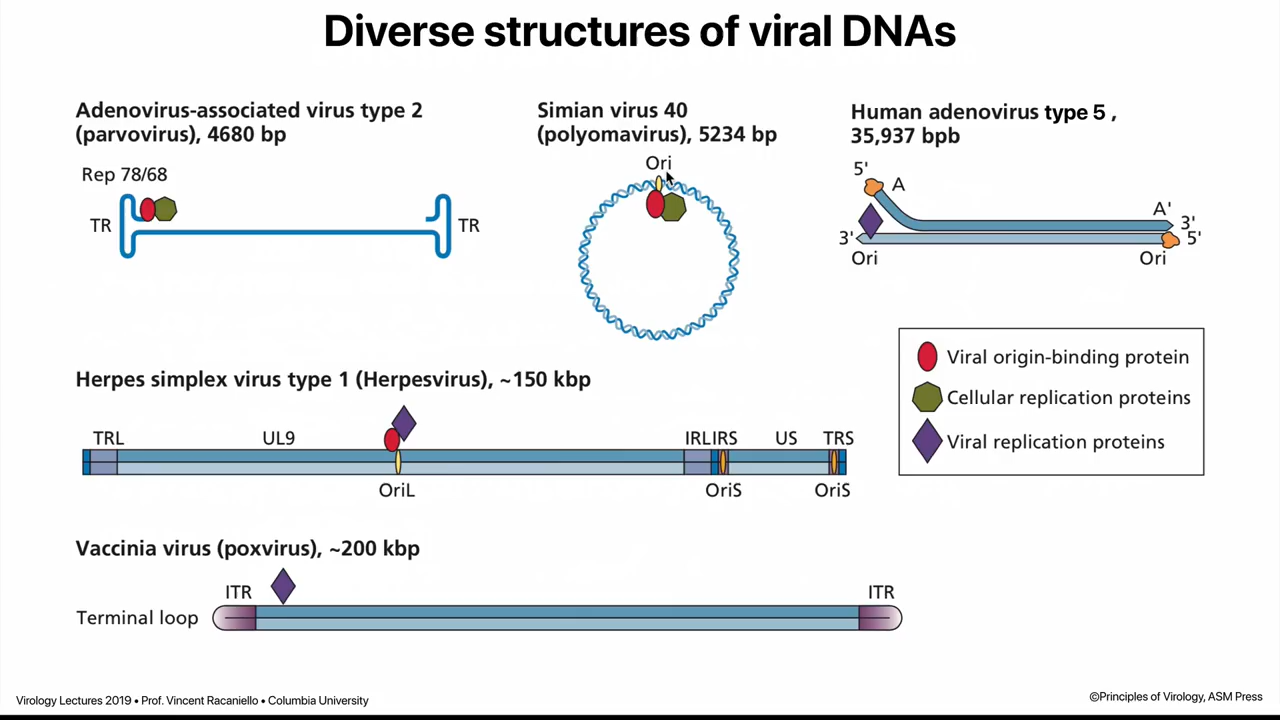 Diverse structures of viral DNAs
Adenovirus-associated virus type 2
(parvovirus), 4680 bp
Rep 78/68
TR
TR
Simian virus 40
(polyomavirus), 5234 bp
Ori
Human adenovirus type 5 ,
35,937 bpb
5'
A
A'
3'
3'
5'
Ori
Ori
Viral origin-binding protein
Cellular replication proteins
Viral replication proteins
Herpes simplex virus type 1 (Herpesvirus), ~150 kbp
TRL
UL9
IRL
IRS
US
TRS
OriL
OriS
OriS
Vaccinia virus (poxvirus), ~200 kbp
ITR
ITR
Terminal loop
Virology Lectures 2019 • Prof. Vincent Racaniello • Columbia University
©Principles of Virology, ASM Press